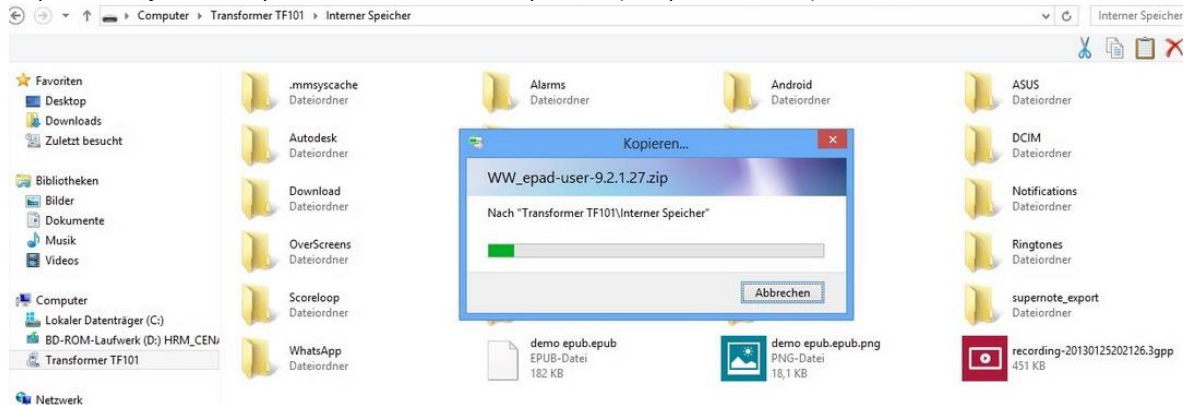 Computer ▸ Transformer TF101 ▸ Interner Speicher
Interner Speicher
Favoriten
Desktop
Downloads
Zuletzt besucht
Bibliotheken
Bilder
Dokumente
Musik
Videos
Computer
Lokaler Datenträger (C:)
BD-ROM-Laufwerk (D:) HRM_CEN
Transformer TF101
Netzwerk
.mmsyscache
Dateiordner
Alarms
Dateiordner
Android
Dateiordner
ASUS
Dateiordner
Autodesk
Dateiordner
DCIM
Dateiordner
Download
Dateiordner
Notifications
Dateiordner
OverScreens
Dateiordner
Ringtones
Dateiordner
Scoreloop
Dateiordner
supernote_export
Dateiordner
WhatsApp
Dateiordner
demo epub.epub
EPUB-Datei
182 KB
demo epub.epub.png
PNG-Datei
18,1 KB
recording-20130125202126.3gpp
451 KB
Kopieren...
WW_epad-user-9.2.1.27.zip
Nach "Transformer TF101\Interner Speicher"
Abbrechen